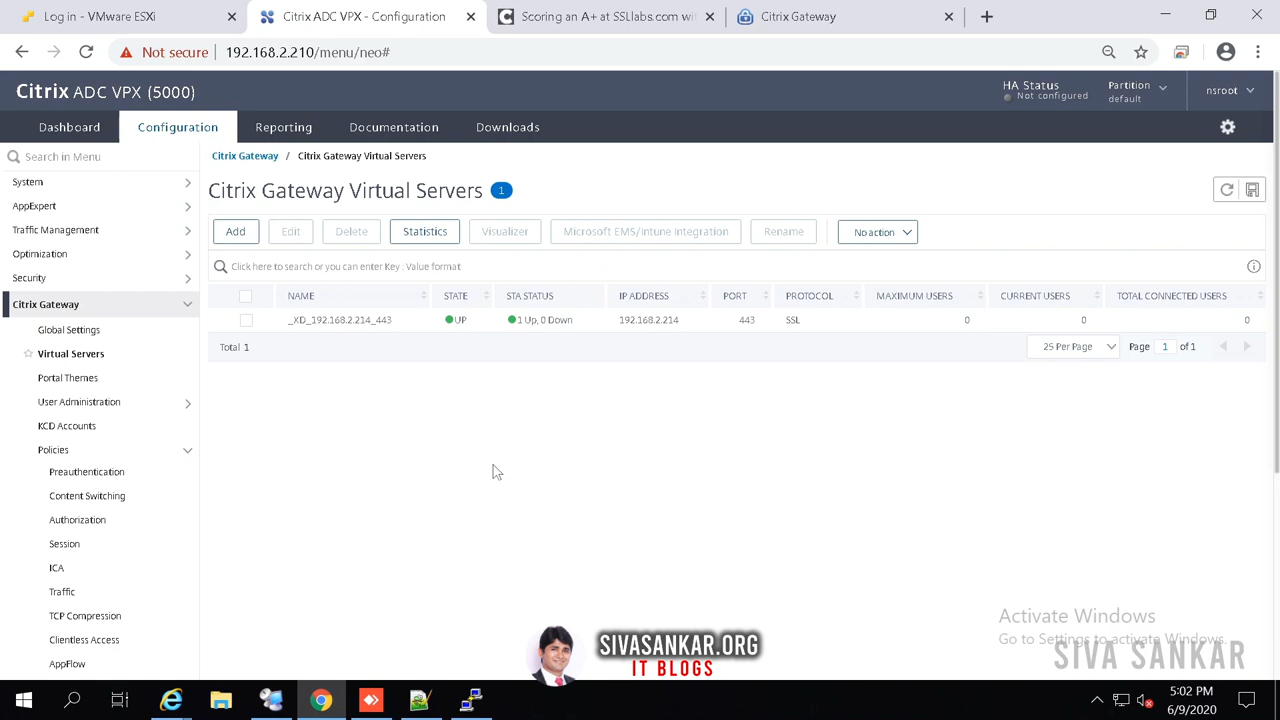 Log in - VMware ESXi
Citrix ADC VPX - Configuration
Scoring an A+ at SSLlabs.com wi
Citrix Gateway
Not secure 192.168.2.210/menu/neo#
Citrix ADC VPX (5000)
HA Status
Not configured
Partition
default
nsroot
Dashboard
Configuration
Reporting
Documentation
Downloads
Search in Menu
System
AppExpert
Traffic Management
Optimization
Security
Citrix Gateway
Global Settings
Virtual Servers
Portal Themes
User Administration
KCD Accounts
Policies
Preauthentication
Content Switching
Authorization
Session
ICA
Traffic
TCP Compression
Clientless Access
AppFlow
Citrix Gateway / Citrix Gateway Virtual Servers
Citrix Gateway Virtual Servers 1
Add Edit Delete Statistics Visualizer Microsoft EMS/Intune Integration Rename No action
Click here to search or you can enter Key : Value format
NAME STATE STA STATUS IP ADDRESS PORT PROTOCOL MAXIMUM USERS CURRENT USERS TOTAL CONNECTED USERS
_XD_192.168.2.214_443 UP 1 Up, 0 Down 192.168.2.214 443 SSL 0 0 0
Total 1
25 Per Page
Page 1 of 1
Activate Windows
Go to Settings to activate Windows.
SIVASANKAR.ORG
IT BLOGS
SIVA SANKAR
5:02 PM
6/9/2020